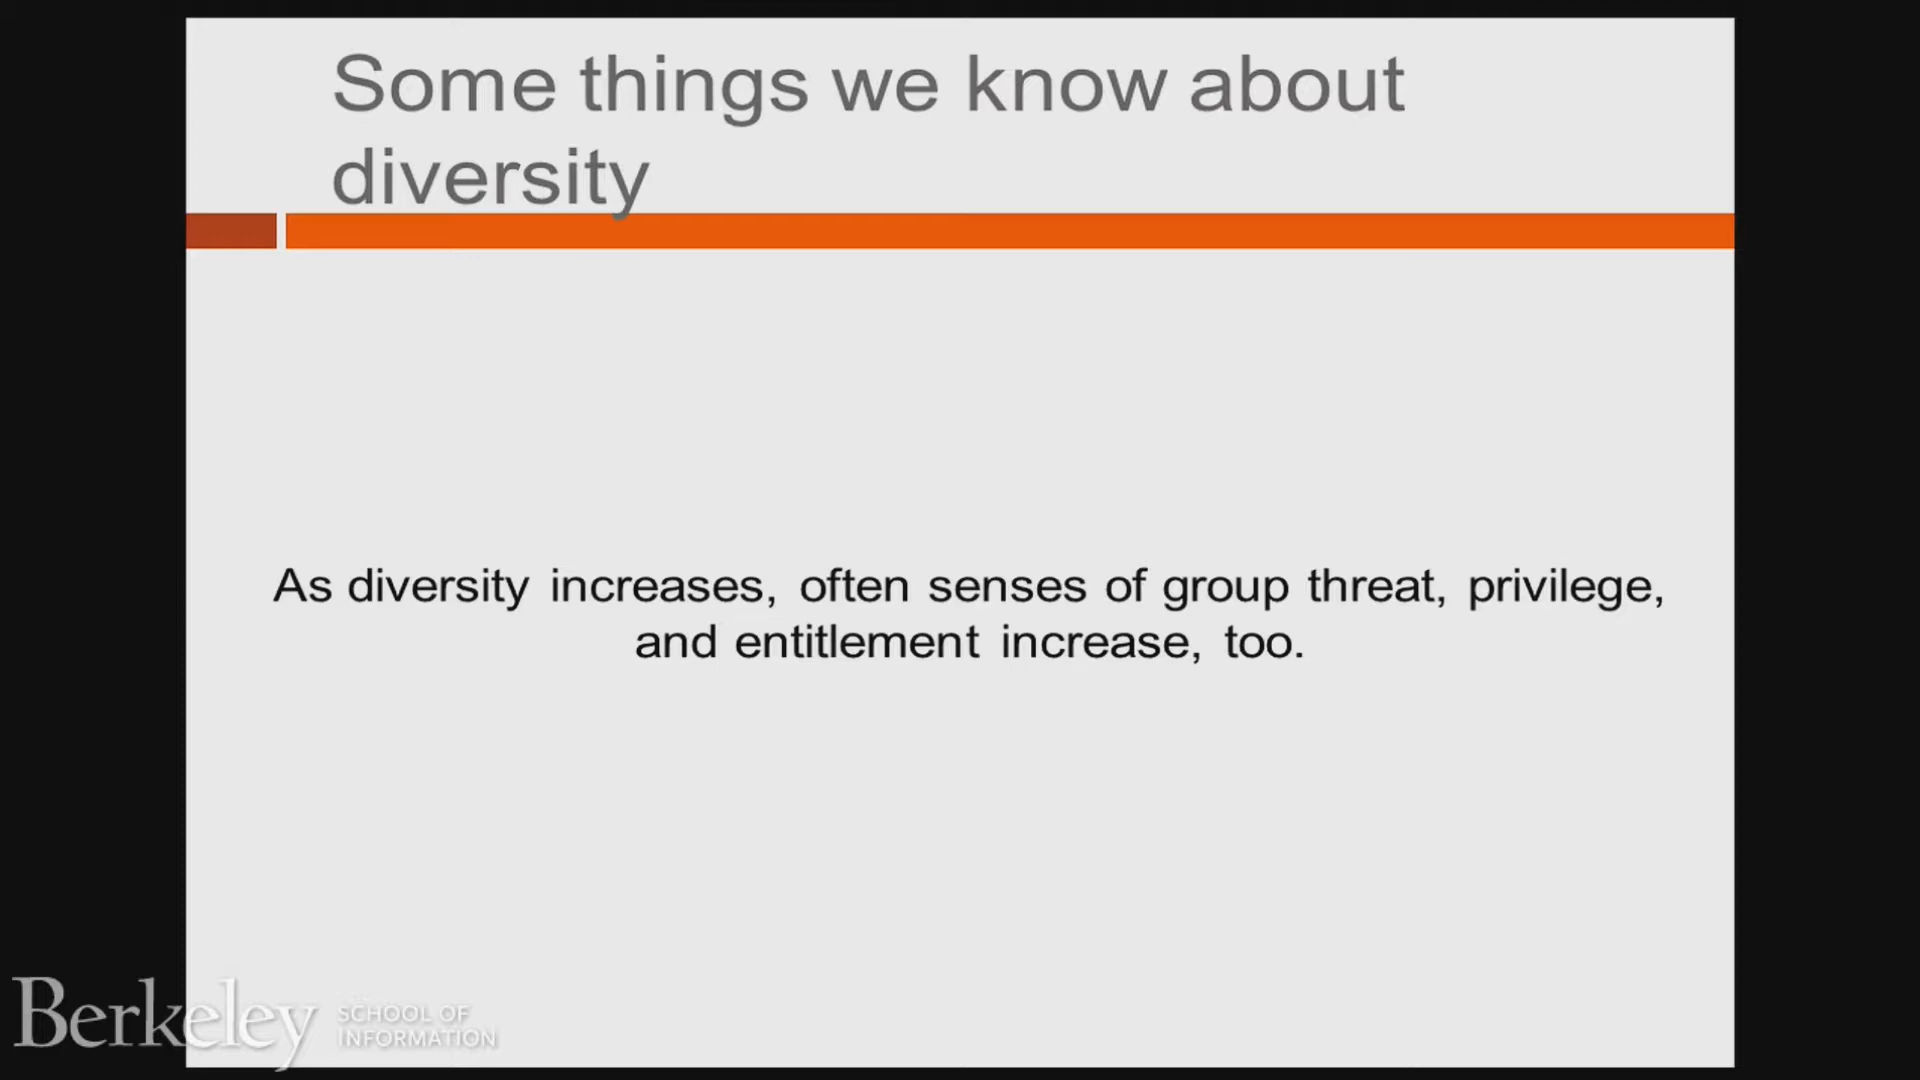 Some things we know about
diversity
As diversity increases, often senses of group threat, privilege,
and entitlement increase, too.
Berkeley
SCHOOL OF
INFORMATION